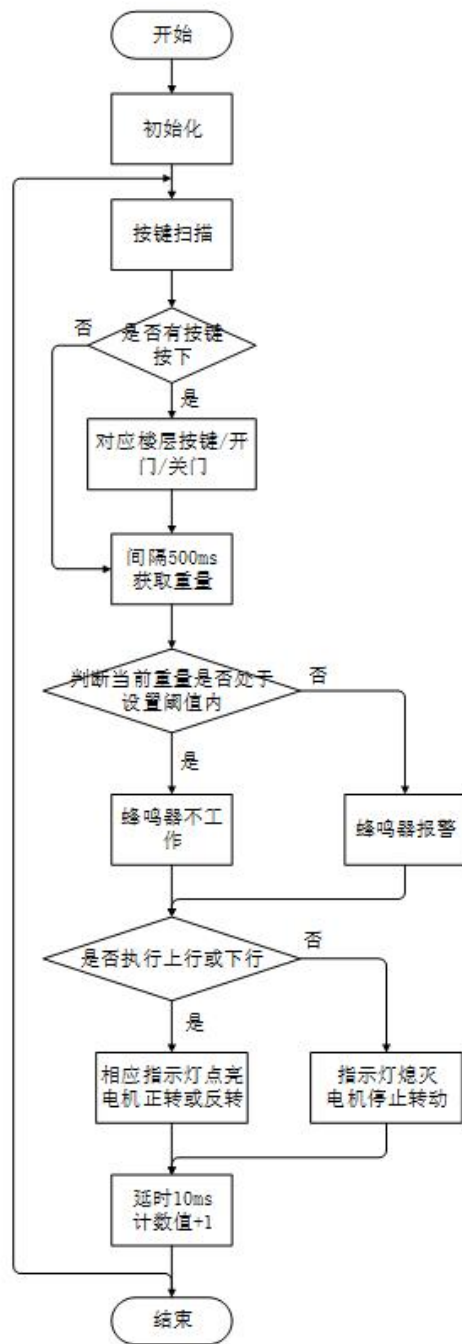 开始
初始化
按键扫描
否
是否有按键
按下
是
对应楼层按键/开
门/关门
间隔500ms
获取重量
判断当前重量是否处于
设置阈值内
否
是
蜂鸣器不工
作
蜂鸣器报警
是否执行上行或下行
否
是
相应指示灯点亮
电机正转或反转
指示灯熄灭
电机停止转动
延时10ms
计数值+1
结束